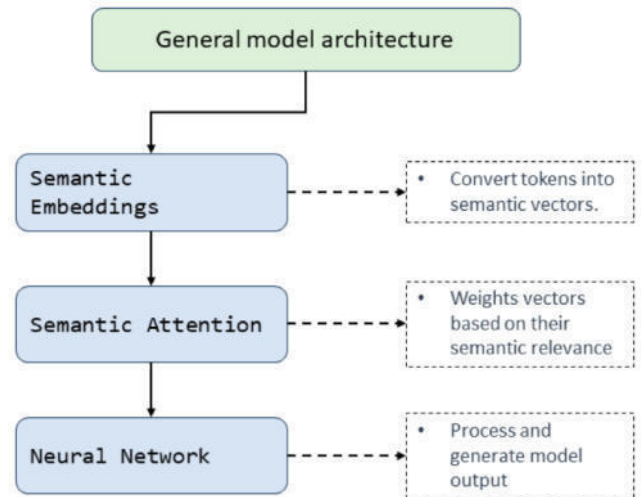 General model architecture
Semantic
Embeddings
• Convert tokens into
semantic vectors.
Semantic Attention
• Weights vectors
based on their
semantic relevance
Neural Network
• Process and
generate model
output